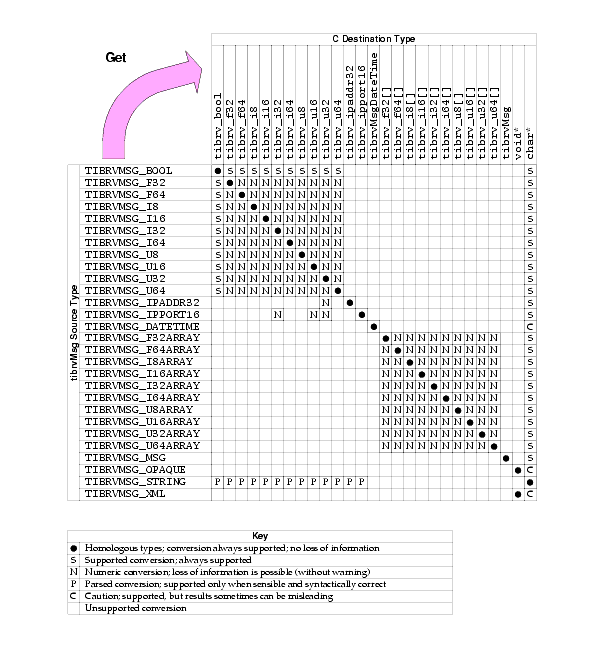 Get
C Destination Type
tibrv_bool
tibrv_f32
tibrv_f64
tibrv_i8
tibrv_i16
tibrv_i32
tibrv_i64
tibrv_u8
tibrv_u16
tibrv_u32
tibrv_u64
tibrv_ipaddr32
tibrv_ipport16
tibrvMsgDateTime
tibrv_f32[]
tibrv_f64[]
tibrv_i8[]
tibrv_i16[]
tibrv_i32[]
tibrv_i64[]
tibrv_u8[]
tibrv_u16[]
tibrv_u32[]
tibrv_u64[]
tibrvMsg
void*
char*
tibrvMsg Source Type
TIBRVMSG_BOOL ● S S S S S S S S S S S
TIBRVMSG_F32 S ● N N N N N N N N N S
TIBRVMSG_F64 S N ● N N N N N N N N S
TIBRVMSG_I8 S N N ● N N N N N N N S
TIBRVMSG_I16 S N N N ● N N N N N N S
TIBRVMSG_I32 S N N N N ● N N N N N S
TIBRVMSG_I64 S N N N N N ● N N N N S
TIBRVMSG_U8 S N N N N N N ● N N N S
TIBRVMSG_U16 S N N N N N N N ● N N S
TIBRVMSG_U32 S N N N N N N N N ● N S
TIBRVMSG_U64 S N N N N N N N N N ● S
TIBRVMSG_IPADDR32 N ● S
TIBRVMSG_IPPORT16 N N N ● S
TIBRVMSG_DATETIME ● C
TIBRVMSG_F32ARRAY ● N N N N N N N N N S
TIBRVMSG_F64ARRAY N ● N N N N N N N N S
TIBRVMSG_I8ARRAY N N ● N N N N N N N S
TIBRVMSG_I16ARRAY N N N ● N N N N N N S
TIBRVMSG_I32ARRAY N N N N ● N N N N N S
TIBRVMSG_I64ARRAY N N N N N ● N N N N S
TIBRVMSG_U8ARRAY N N N N N N ● N N N S
TIBRVMSG_U16ARRAY N N N N N N N ● N N S
TIBRVMSG_U32ARRAY N N N N N N N N ● N S
TIBRVMSG_U64ARRAY N N N N N N N N N ● S
TIBRVMSG_MSG ● S
TIBRVMSG_OPAQUE ● C
TIBRVMSG_STRING P P P P P P P P P P P P P ●
TIBRVMSG_XML ● C
Key
● Homologous types; conversion always supported; no loss of information
S Supported conversion; always supported
N Numeric conversion; loss of information is possible (without warning)
P Parsed conversion; supported only when sensible and syntactically correct
C Caution; supported, but results sometimes can be misleading
Unsupported conversion